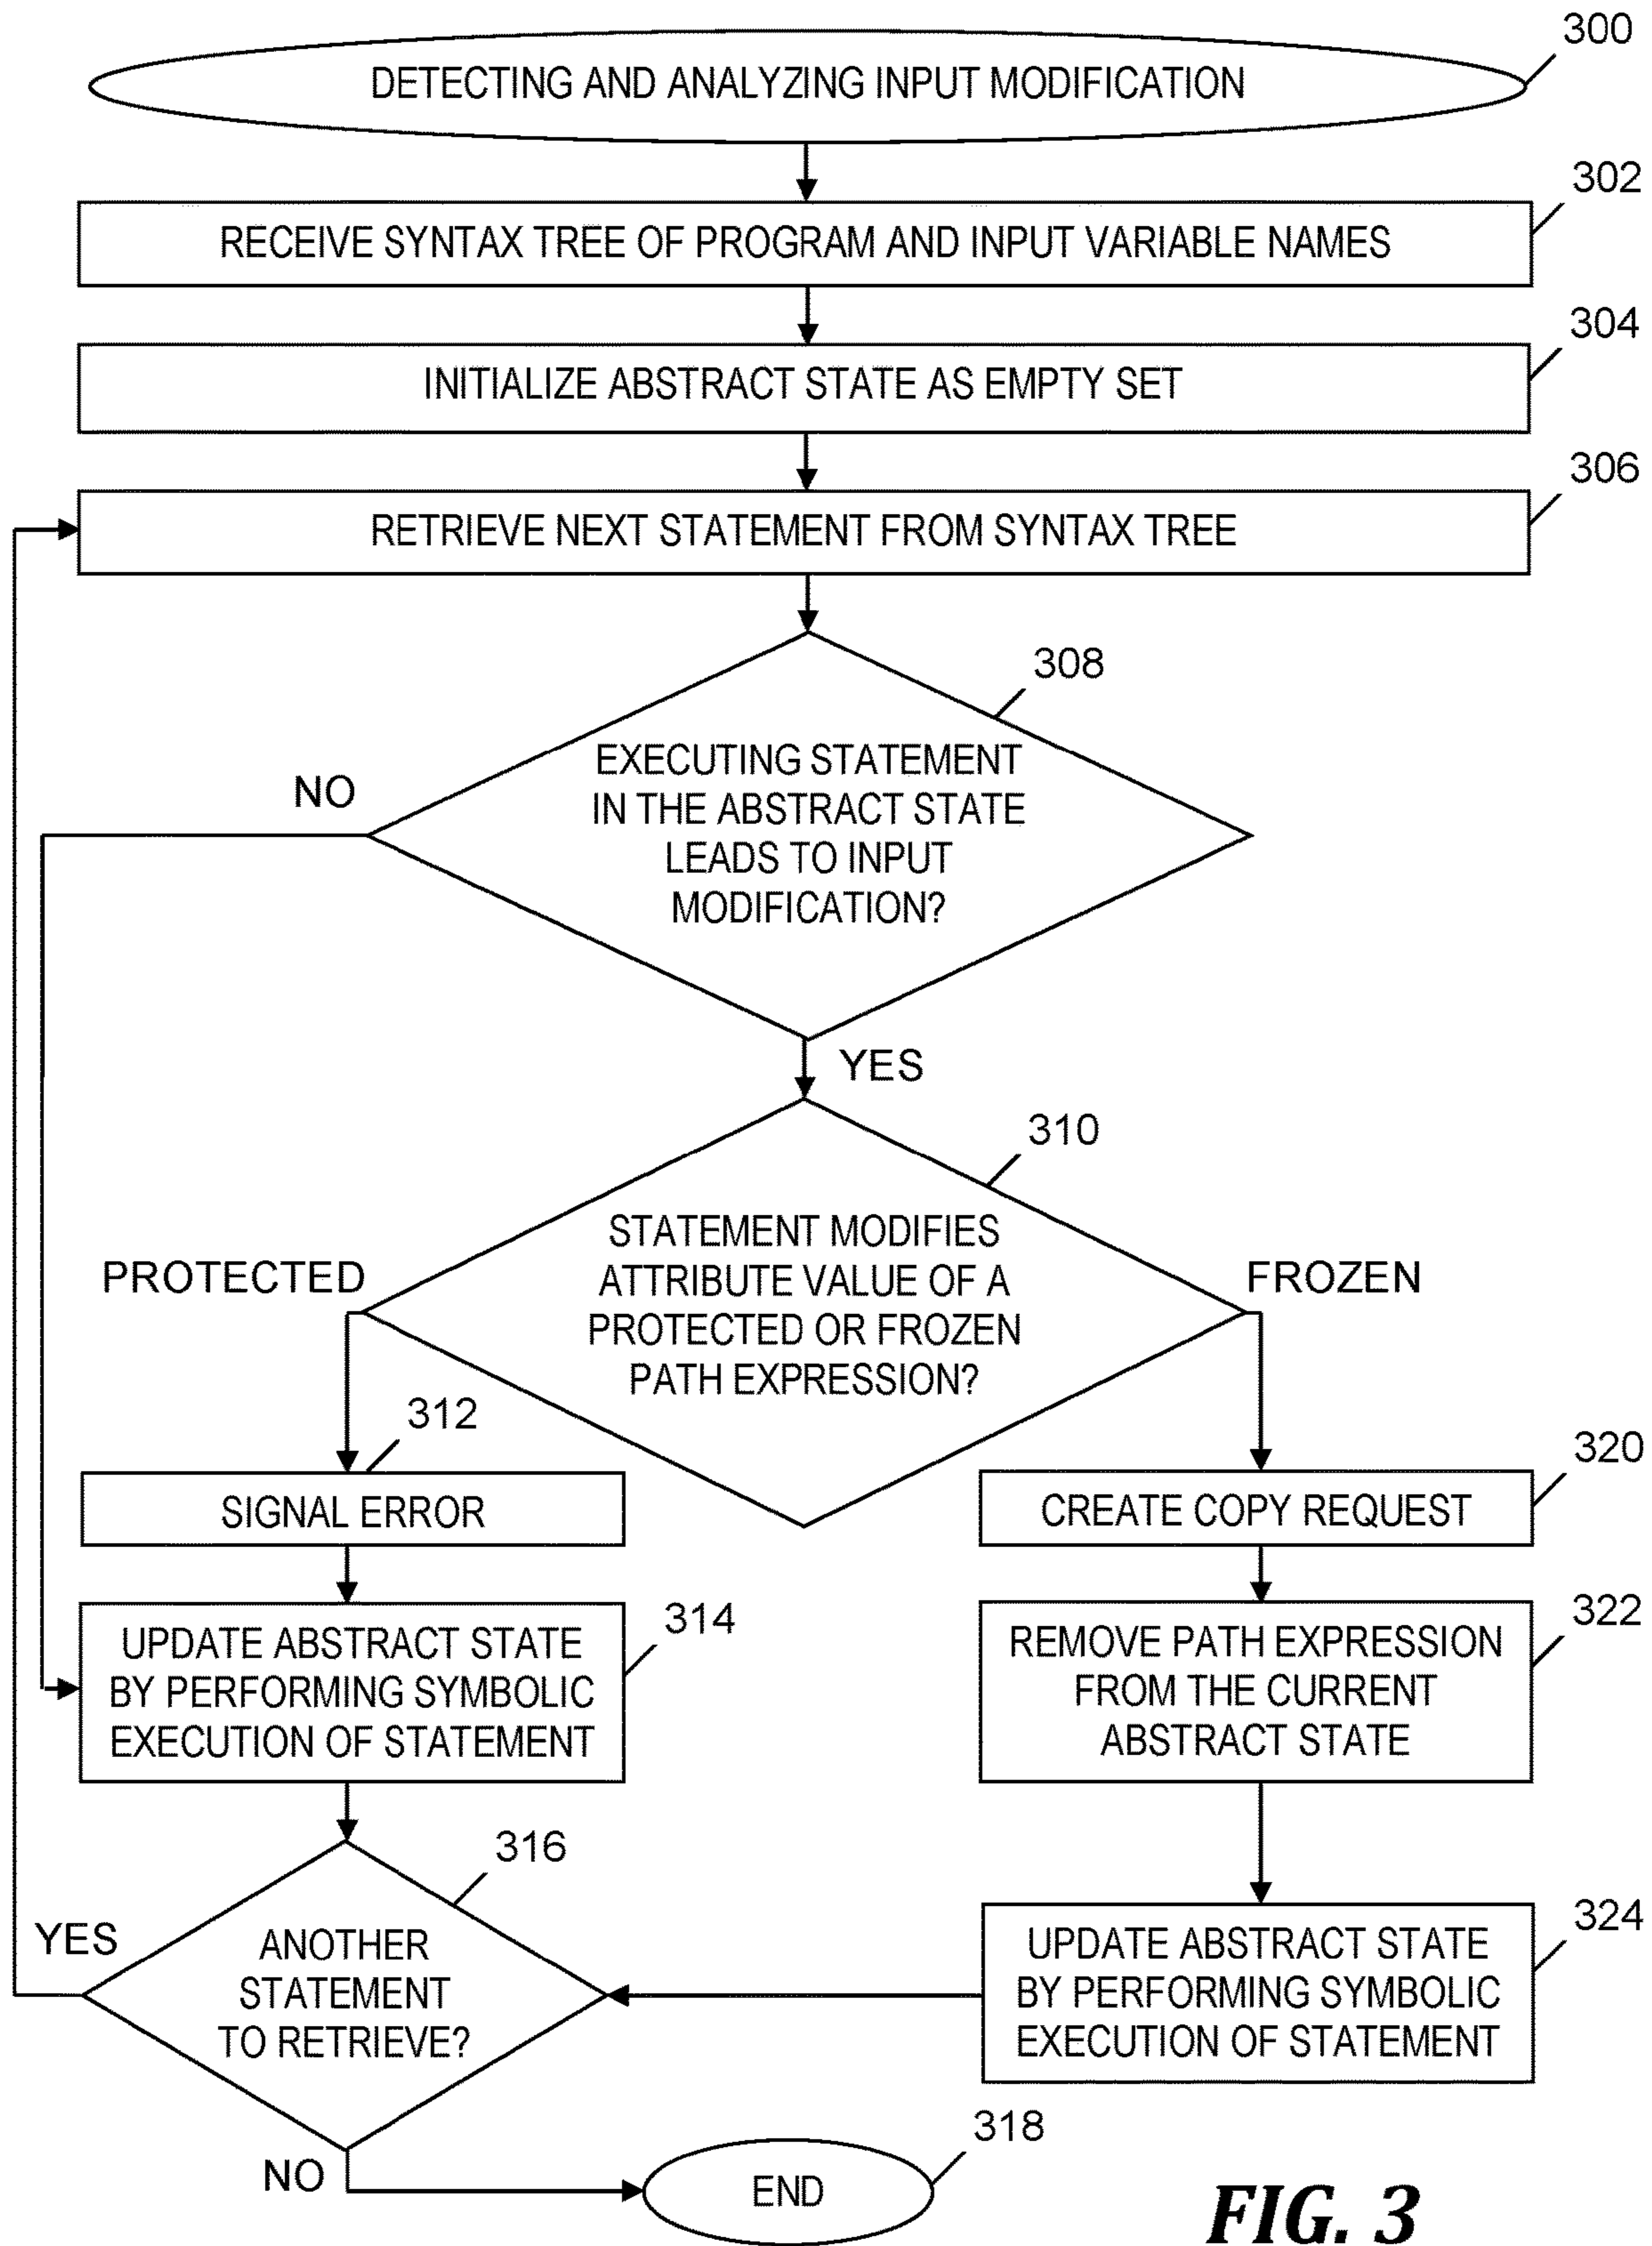 300
DETECTING AND ANALYZING INPUT MODIFICATION
302
RECEIVE SYNTAX TREE OF PROGRAM AND INPUT VARIABLE NAMES
304
INITIALIZE ABSTRACT STATE AS EMPTY SET
306
RETRIEVE NEXT STATEMENT FROM SYNTAX TREE
308
EXECUTING STATEMENT
IN THE ABSTRACT STATE
LEADS TO INPUT
MODIFICATION?
NO
YES
310
STATEMENT MODIFIES
ATTRIBUTE VALUE OF A
PROTECTED OR FROZEN
PATH EXPRESSION?
PROTECTED
FROZEN
312
SIGNAL ERROR
320
CREATE COPY REQUEST
314
UPDATE ABSTRACT STATE
BY PERFORMING SYMBOLIC
EXECUTION OF STATEMENT
322
REMOVE PATH EXPRESSION
FROM THE CURRENT
ABSTRACT STATE
316
ANOTHER
STATEMENT
TO RETRIEVE?
YES
324
UPDATE ABSTRACT STATE
BY PERFORMING SYMBOLIC
EXECUTION OF STATEMENT
NO
318
END
FIG. 3